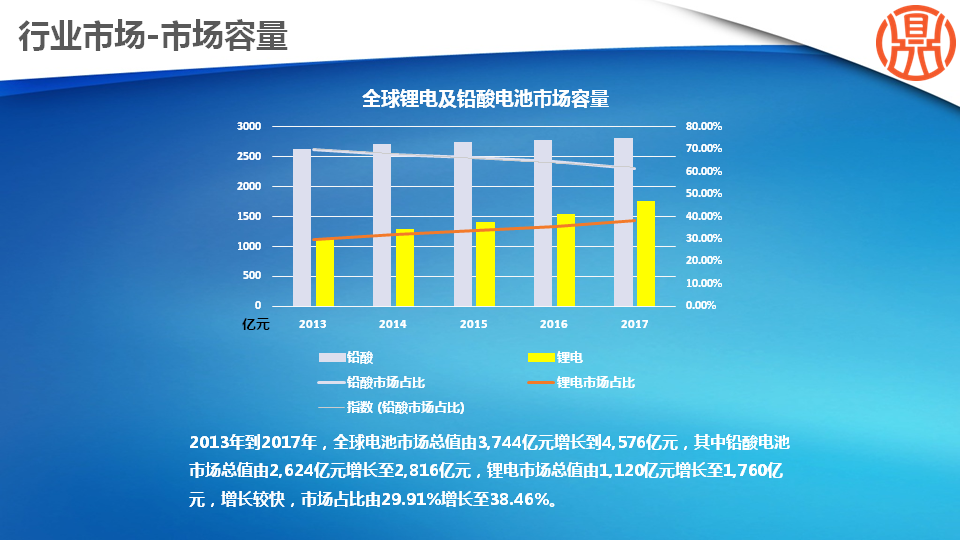 行业市场-市场容量
鼎
全球锂电及铅酸电池市场容量
3000
2500
2000
1500
1000
500
0
80.00%
70.00%
60.00%
50.00%
40.00%
30.00%
20.00%
10.00%
0.00%
亿元 2013 2014 2015 2016 2017
铅酸 锂电
铅酸市场占比 锂电市场占比
指数 (铅酸市场占比)
2013年到2017年，全球电池市场总值由3,744亿元增长到4,576亿元，其中铅酸电池
市场总值由2,624亿元增长至2,816亿元，锂电市场总值由1,120亿元增长至1,760亿
元，增长较快，市场占比由29.91%增长至38.46%。